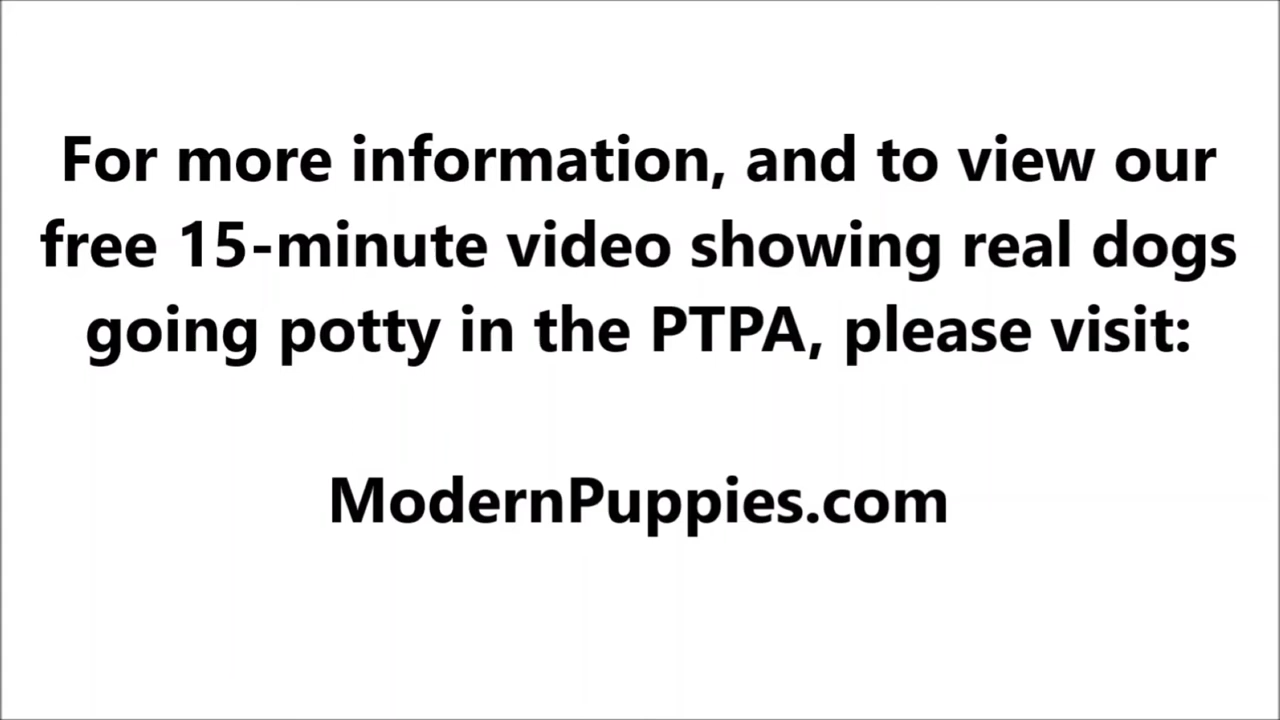 For more information, and to view our
free 15-minute video showing real dogs
going potty in the PTPA, please visit:
ModernPuppies.com